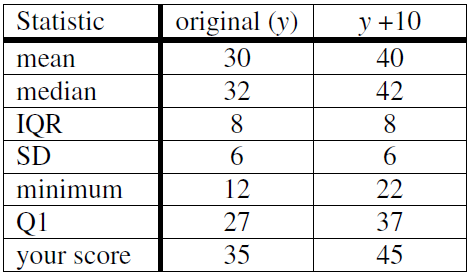 Statistic original (y) y +10
mean 30 40
median 32 42
IQR 8 8
SD 6 6
minimum 12 22
Q1 27 37
your score 35 45